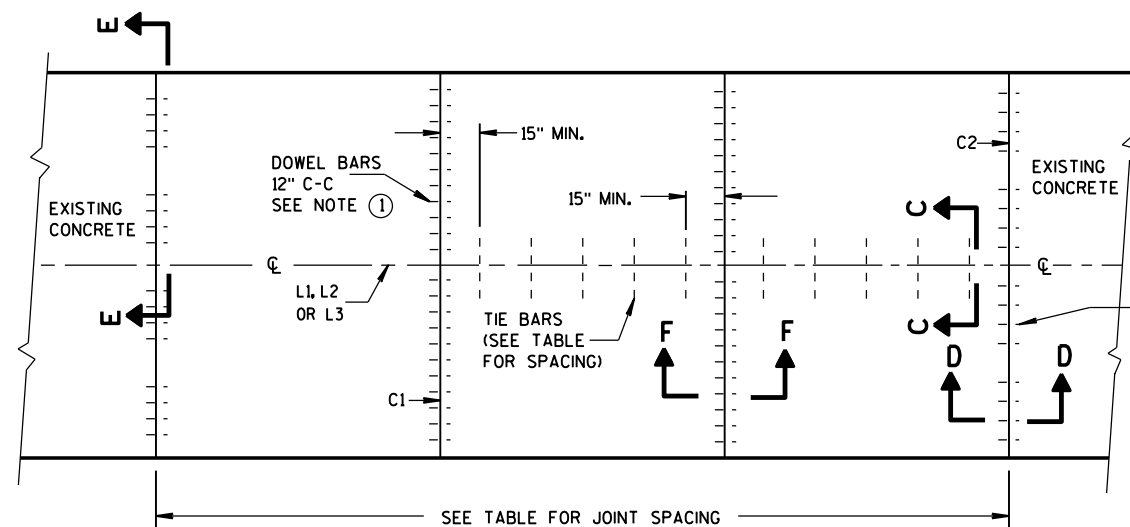 E
15" MIN.
C2
DOWEL BARS
12" C-C
SEE NOTE 1
EXISTING
CONCRETE
15" MIN.
EXISTING
CONCRETE
C
℄
℄
L1, L2
OR L3
E
TIE BARS
(SEE TABLE
FOR SPACING)
F
F
C
D
D
C1
SEE TABLE FOR JOINT SPACING